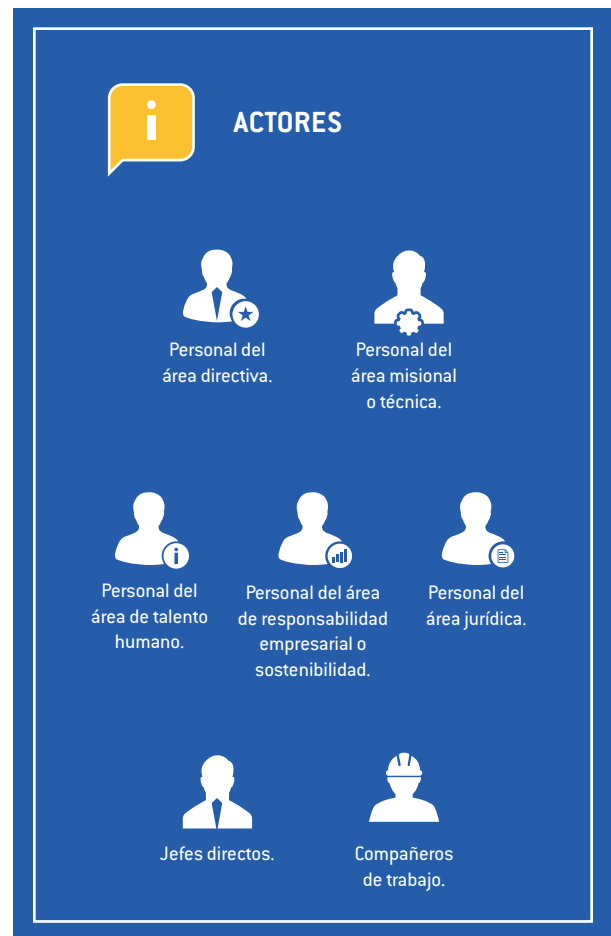 i
ACTORES
Personal del
área directiva.
Personal del
área misional
o técnica.
i
Personal del
área de talento
humano.
Personal del área
de responsabilidad
empresarial o
sostenibilidad.
Personal del
área jurídica.
Jefes directos.
Compañeros
de trabajo.